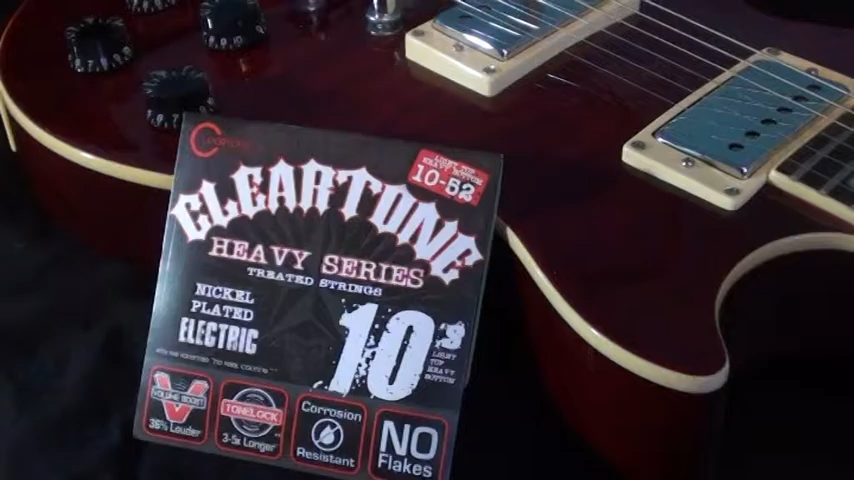 CLEARTONE
LIGHT TOP
HEAVY BOTTOM
10-52
CLEARTONE
HEAVY SERIES
TREATED STRINGS
NICKEL
PLATED
ELECTRIC
10's
LIGHT
TOP
HEAVY
BOTTOM
VOLUME BOOST
36% Louder
TONELOCK
3-5x Longer
Corrosion
Resistant
NO
Flakes